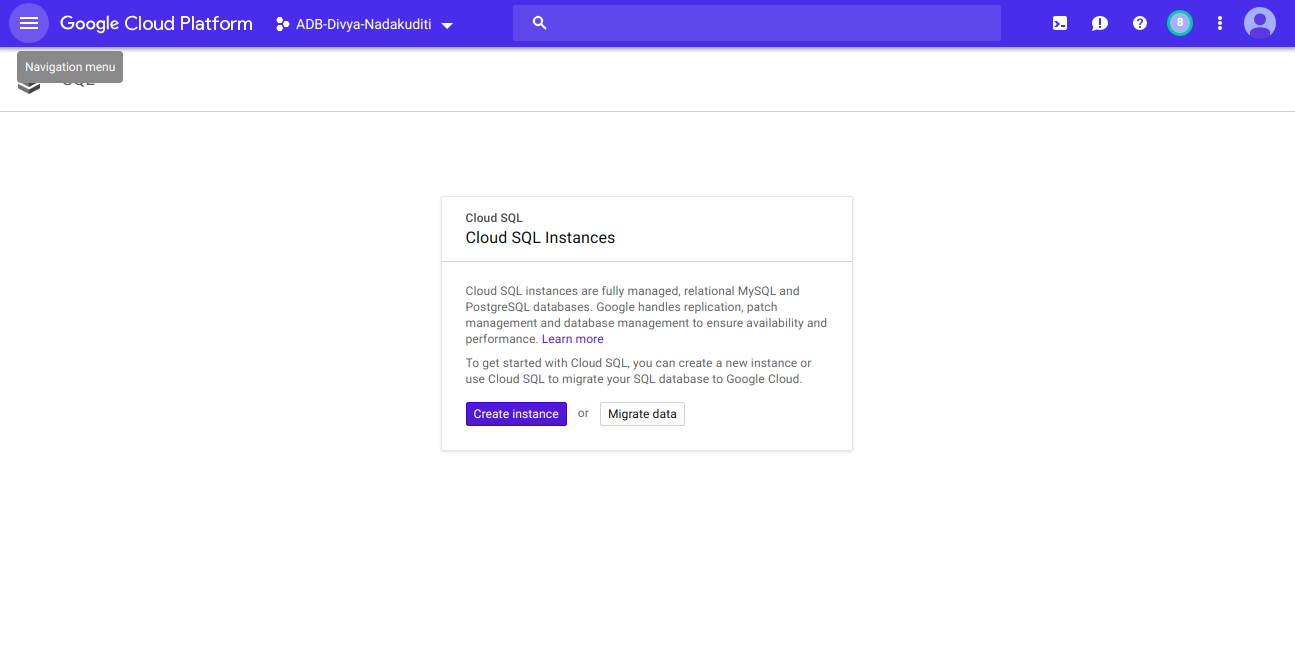 Google Cloud Platform
ADB-Divya-Nadakuditi
8
Navigation menu
SQL
Cloud SQL
Cloud SQL Instances
Cloud SQL instances are fully managed, relational MySQL and
PostgreSQL databases. Google handles replication, patch
management and database management to ensure availability and
performance. Learn more
To get started with Cloud SQL, you can create a new instance or
use Cloud SQL to migrate your SQL database to Google Cloud.
Create instance or Migrate data